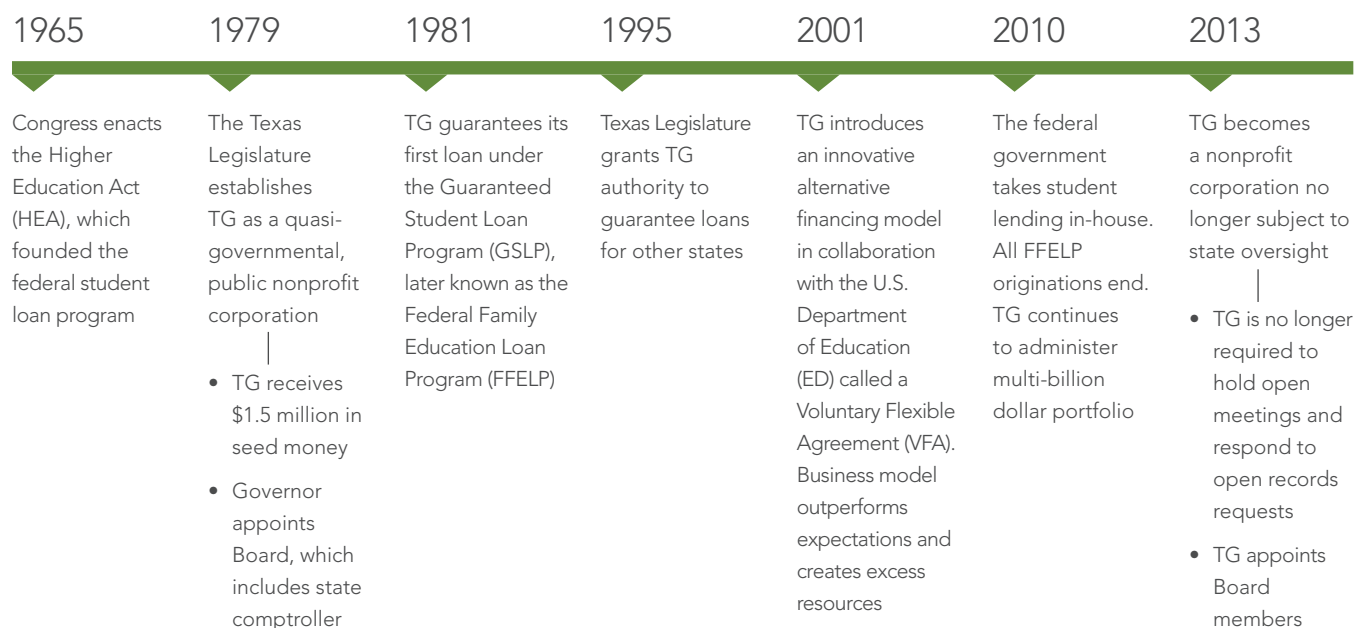 1965
Congress enacts
the Higher
Education Act
(HEA), which
founded the
federal student
loan program
1979
The Texas
Legislature
establishes
TG as a quasi-
governmental,
public nonprofit
corporation
• TG receives
$1.5 million in
seed money
• Governor
appoints
Board, which
includes state
comptroller
1981
TG guarantees its
first loan under
the Guaranteed
Student Loan
Program (GSLP),
later known as the
Federal Family
Education Loan
Program (FFELP)
1995
Texas Legislature
grants TG
authority to
guarantee loans
for other states
2001
TG introduces
an innovative
alternative
financing model
in collaboration
with the U.S.
Department
of Education
(ED) called a
Voluntary Flexible
Agreement (VFA).
Business model
outperforms
expectations and
creates excess
resources
2010
The federal
government
takes student
lending in-house.
All FFELP
originations end.
TG continues
to administer
multi-billion
dollar portfolio
2013
TG becomes
a nonprofit
corporation no
longer subject to
state oversight
• TG is no longer
required to
hold open
meetings and
respond to
open records
requests
• TG appoints
Board
members